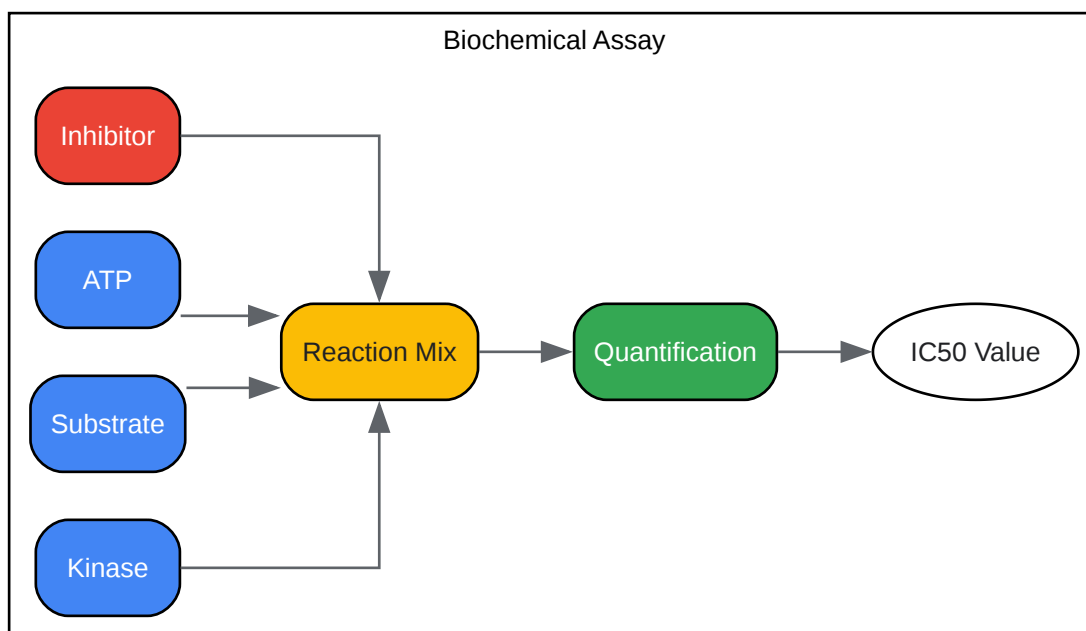 Biochemical Assay
Inhibitor
ATP
Substrate
Kinase
Reaction Mix
Quantification
IC50 Value